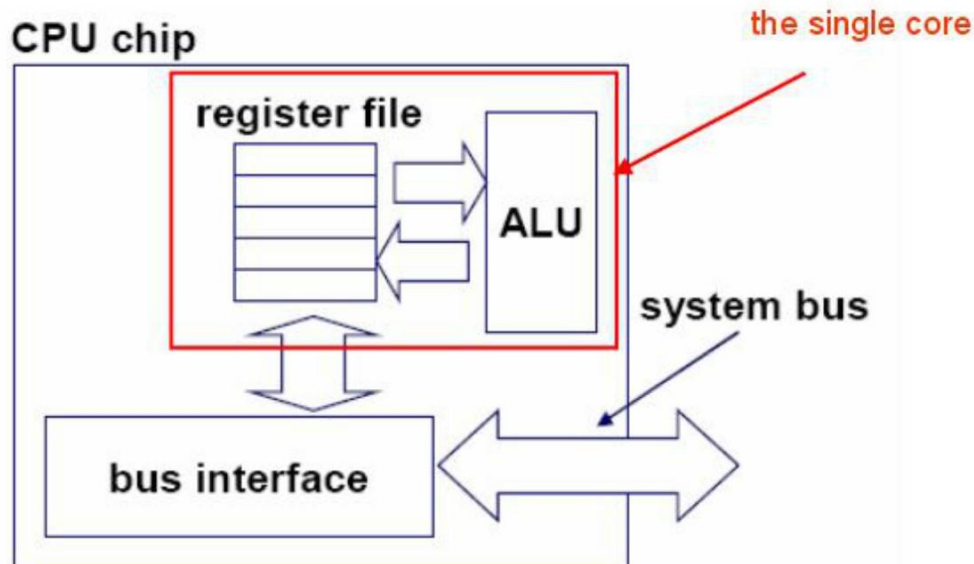 the single core
CPU chip
register file
ALU
system bus
bus interface